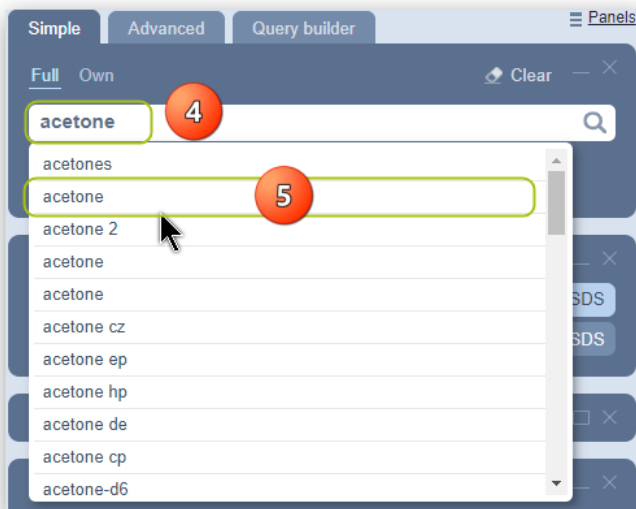 Simple Advanced Query builder Panels
Full Own Clear
acetone 4
acetones
acetone 5
acetone 2
acetone
acetone
SDS
acetone cz
SDS
acetone ep
acetone hp
acetone de
acetone cp
acetone-d6